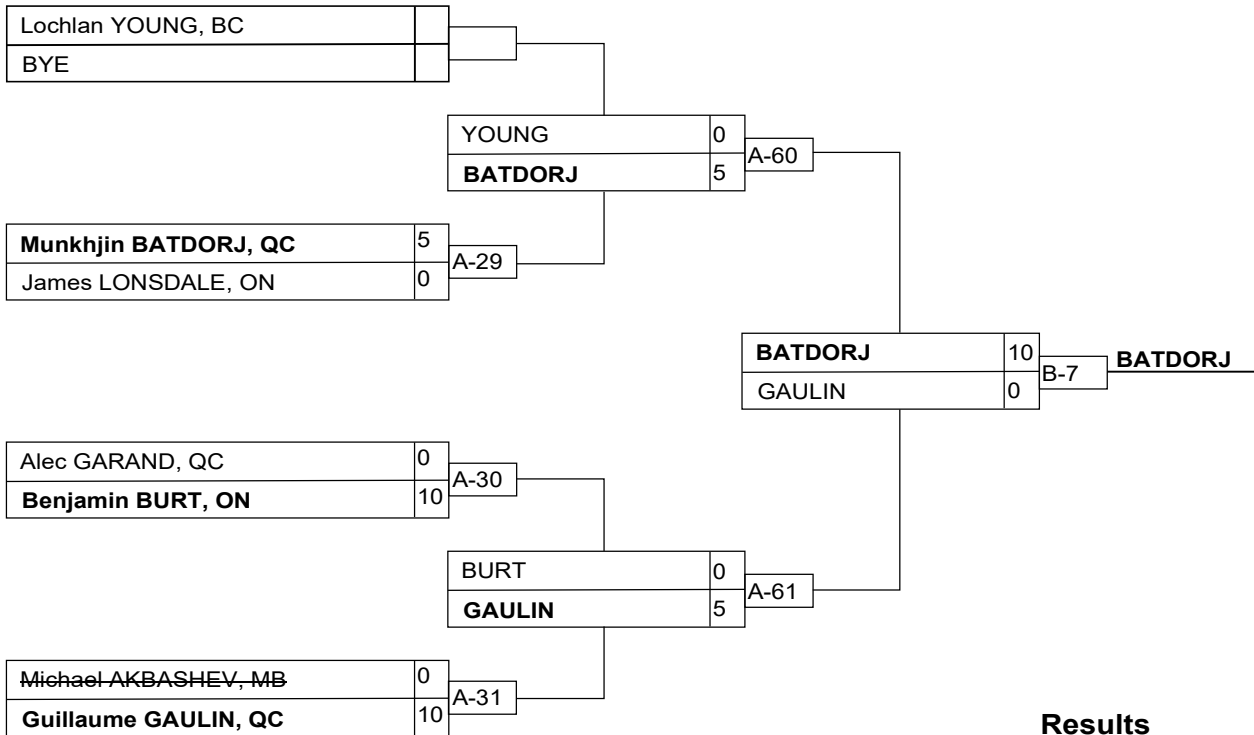 Lochlan YOUNG, BC
BYE
YOUNG 0
BATDORJ 5
A-60
Munkhjin BATDORJ, QC 5
James LONSDALE, ON 0
A-29
BATDORJ 10
GAULIN 0
B-7
BATDORJ
Alec GARAND, QC 0
Benjamin BURT, ON 10
A-30
BURT 0
GAULIN 5
A-61
Michael AKBASHEV, MB 0
Guillaume GAULIN, QC 10
A-31
Results